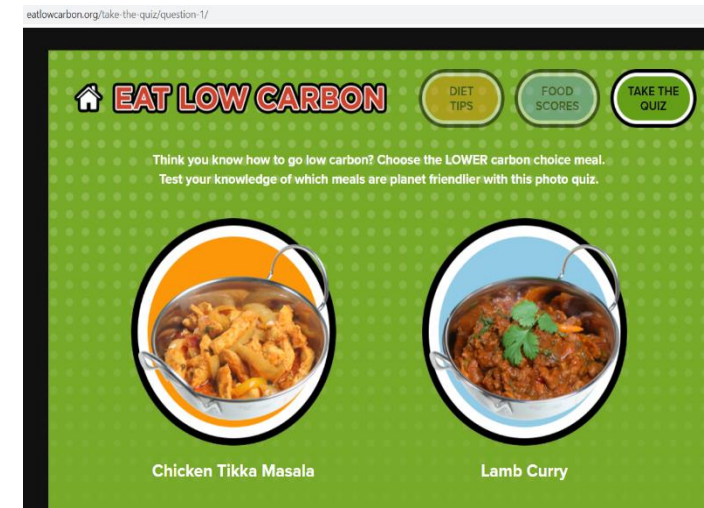 eatlowcarbon.org/take-the-quiz/question-1/
EAT LOW CARBON
DIET
TIPS
FOOD
SCORES
TAKE THE
QUIZ
Think you know how to go low carbon? Choose the LOWER carbon choice meal.
Test your knowledge of which meals are planet friendlier with this photo quiz.
Chicken Tikka Masala
Lamb Curry